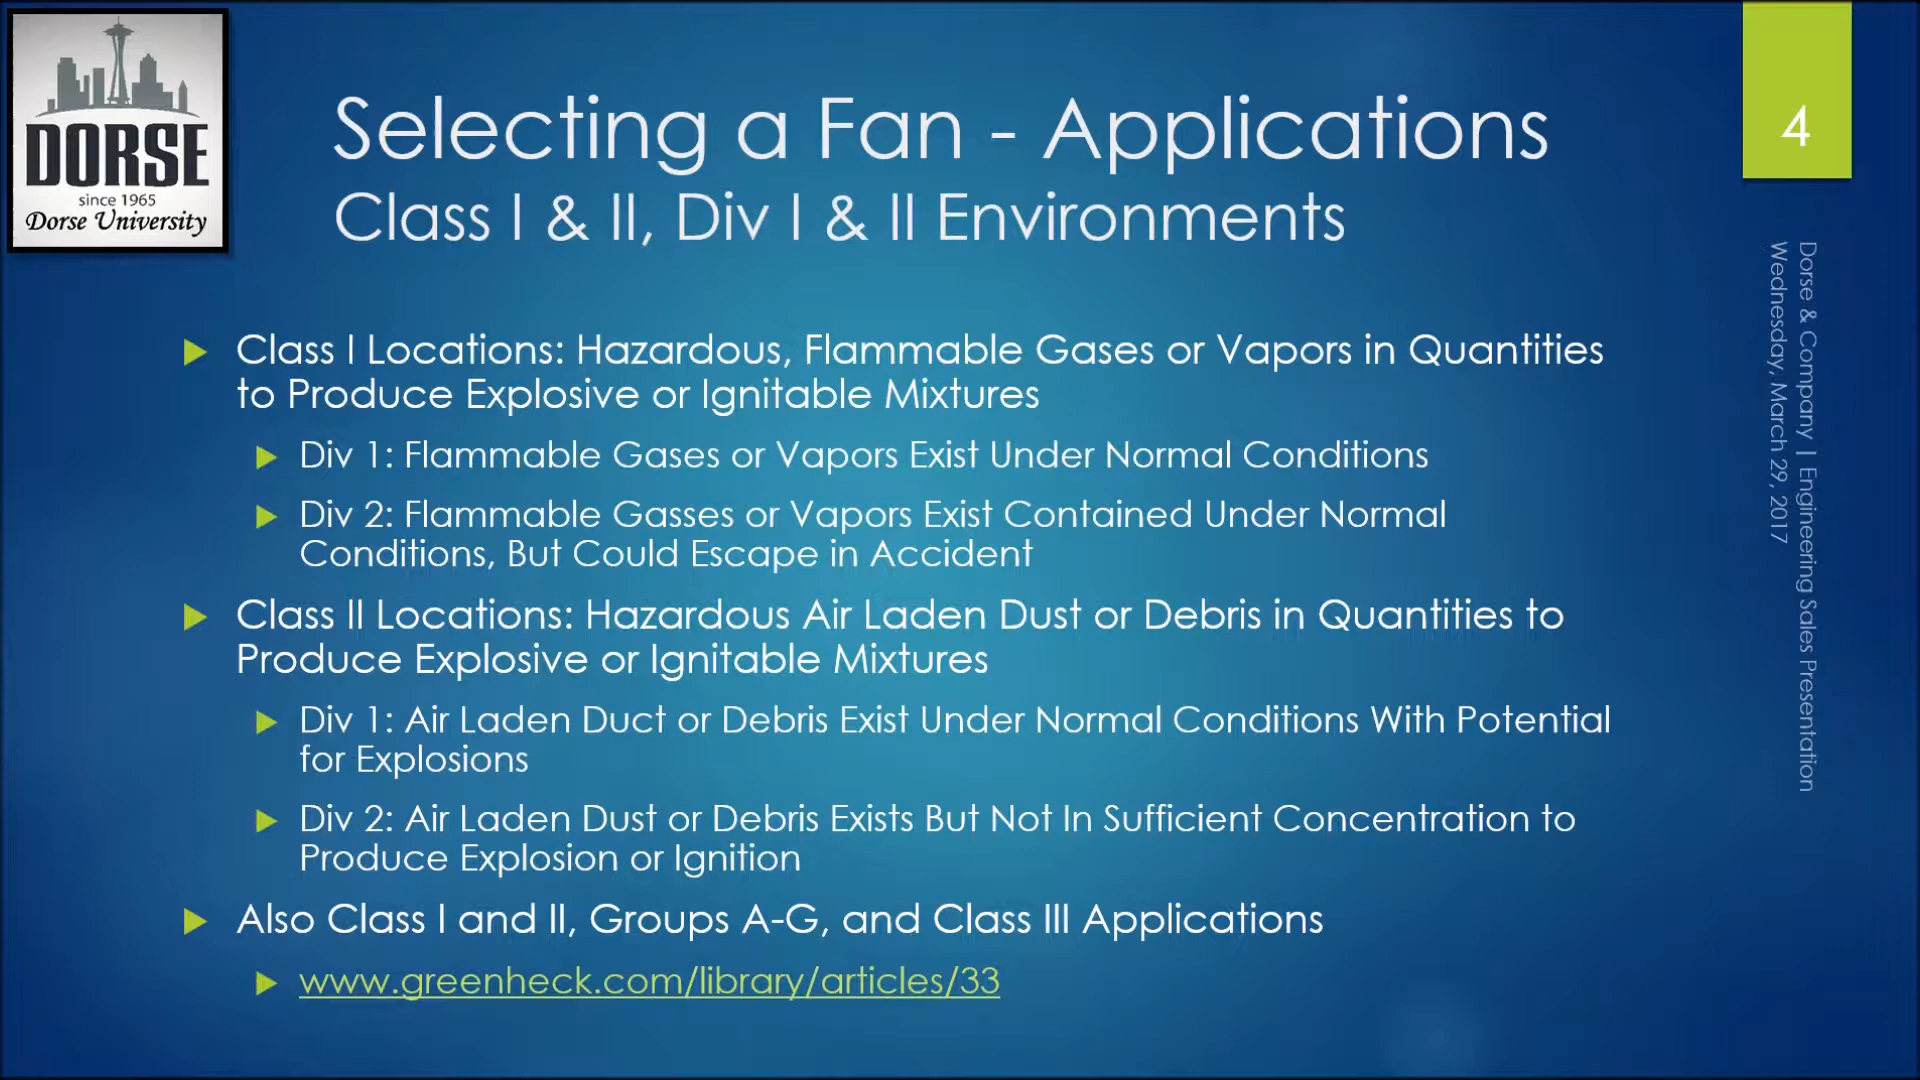 DORSE
since 1965
Dorse University
Selecting a Fan - Applications
Class I & II, Div I & II Environments
4
Dorse & Company | Engineering Sales Presentation
Wednesday, March 29, 2017
Class I Locations: Hazardous, Flammable Gases or Vapors in Quantities
to Produce Explosive or Ignitable Mixtures
Div 1: Flammable Gases or Vapors Exist Under Normal Conditions
Div 2: Flammable Gasses or Vapors Exist Contained Under Normal
Conditions, But Could Escape in Accident
Class II Locations: Hazardous Air Laden Dust or Debris in Quantities to
Produce Explosive or Ignitable Mixtures
Div 1: Air Laden Duct or Debris Exist Under Normal Conditions With Potential
for Explosions
Div 2: Air Laden Dust or Debris Exists But Not In Sufficient Concentration to
Produce Explosion or Ignition
Also Class I and II, Groups A-G, and Class III Applications
www.greenheck.com/library/articles/33